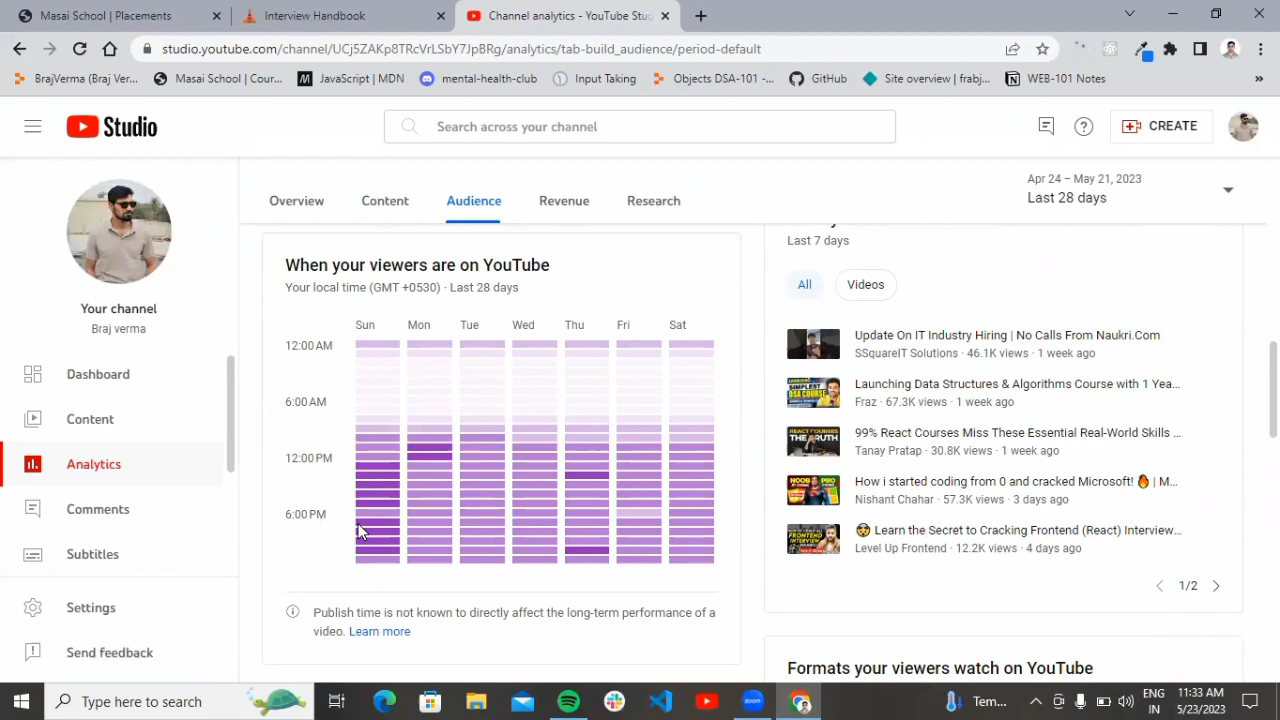 Masai School | Placements
Interview Handbook
Channel analytics - YouTube Stud
studio.youtube.com/channel/UCj5ZAKp8TRcVrLSbY7JpBRg/analytics/tab-build_audience/period-default
BrajVerma (Braj Ver...
Masai School | Cour...
JavaScript | MDN
mental-health-club
Input Taking
Objects DSA-101 -...
GitHub
Site overview | frabj...
WEB-101 Notes
»
Studio
Search across your channel
CREATE
Your channel
Braj verma
Dashboard
Content
Analytics
Comments
Subtitles
Settings
Send feedback
Overview
Content
Audience
Revenue
Research
Apr 24 – May 21, 2023
Last 28 days
When your viewers are on YouTube
Your local time (GMT +0530) · Last 28 days
Sun Mon Tue Wed Thu Fri Sat
12:00 AM
6:00 AM
12:00 PM
6:00 PM
Publish time is not known to directly affect the long-term performance of a
video. Learn more
Last 7 days
All
Videos
Update On IT Industry Hiring | No Calls From Naukri.Com
SSquareIT Solutions · 46.1K views · 1 week ago
Launching Data Structures & Algorithms Course with 1 Yea...
Fraz · 67.3K views · 1 week ago
99% React Courses Miss These Essential Real-World Skills ...
Tanay Pratap · 30.8K views · 1 week ago
How i started coding from 0 and cracked Microsoft! 🔥 | M...
Nishant Chahar · 57.3K views · 3 days ago
😨 Learn the Secret to Cracking Frontend (React) Interview...
Level Up Frontend · 12.2K views · 4 days ago
1/2
Formats your viewers watch on YouTube
Type here to search
zoom
Tem...
ENG
IN
11:33 AM
5/23/2023